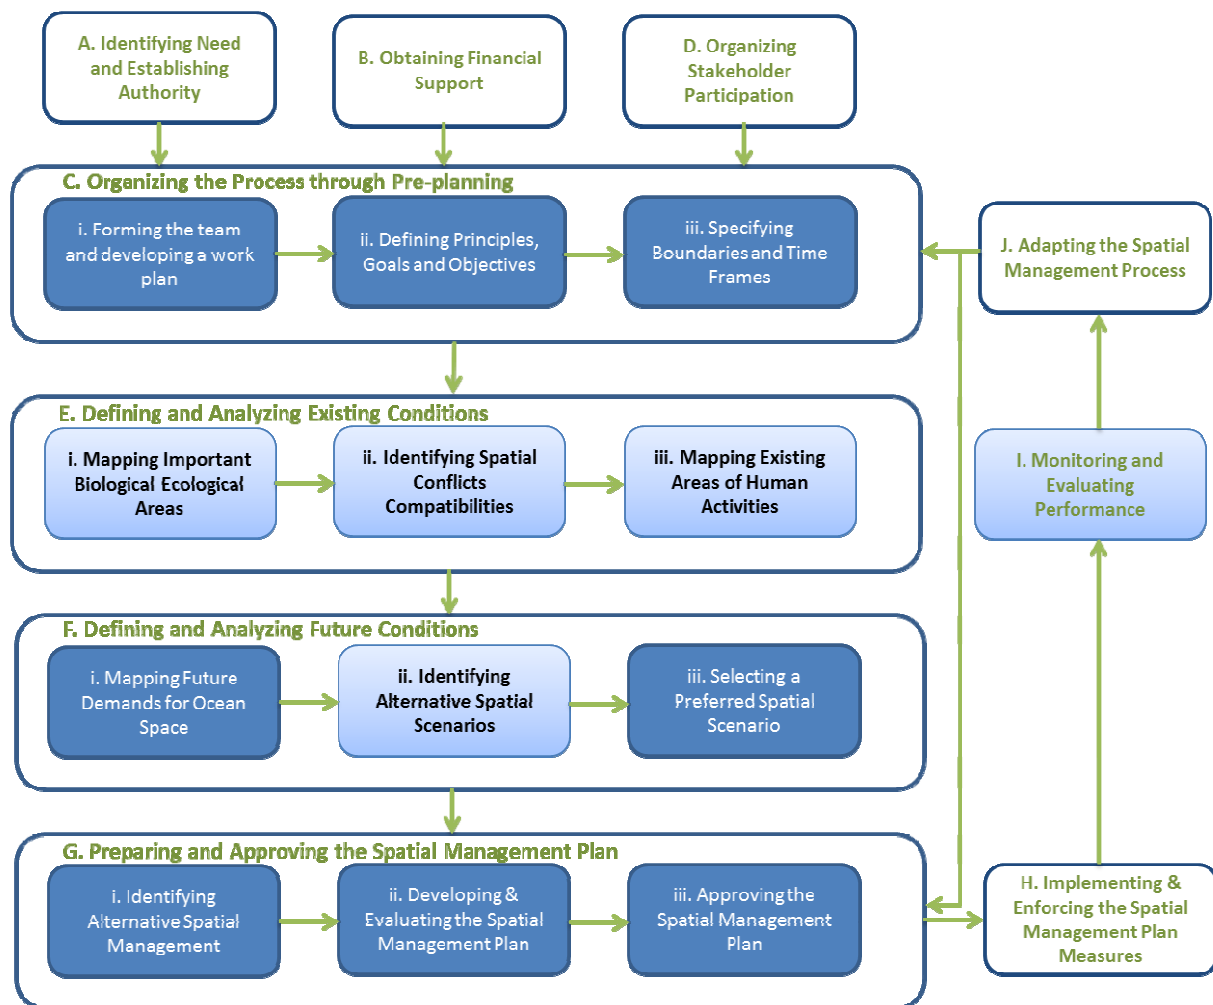 A. Identifying Need
and Establishing
Authority
B. Obtaining Financial
Support
D. Organizing
Stakeholder
Participation
C. Organizing the Process through Pre-planning
i. Forming the team
and developing a work
plan
ii. Defining Principles,
Goals and Objectives
iii. Specifying
Boundaries and Time
Frames
J. Adapting the Spatial
Management Process
E. Defining and Analyzing Existing Conditions
i. Mapping Important
Biological Ecological
Areas
ii. Identifying Spatial
Conflicts
Compatibilities
iii. Mapping Existing
Areas of Human
Activities
I. Monitoring and
Evaluating
Performance
F. Defining and Analyzing Future Conditions
i. Mapping Future
Demands for Ocean
Space
ii. Identifying
Alternative Spatial
Scenarios
iii. Selecting a
Preferred Spatial
Scenario
G. Preparing and Approving the Spatial Management Plan
i. Identifying
Alternative Spatial
Management
ii. Developing &
Evaluating the Spatial
Management Plan
iii. Approving the
Spatial Management
Plan
H. Implementing &
Enforcing the Spatial
Management Plan
Measures